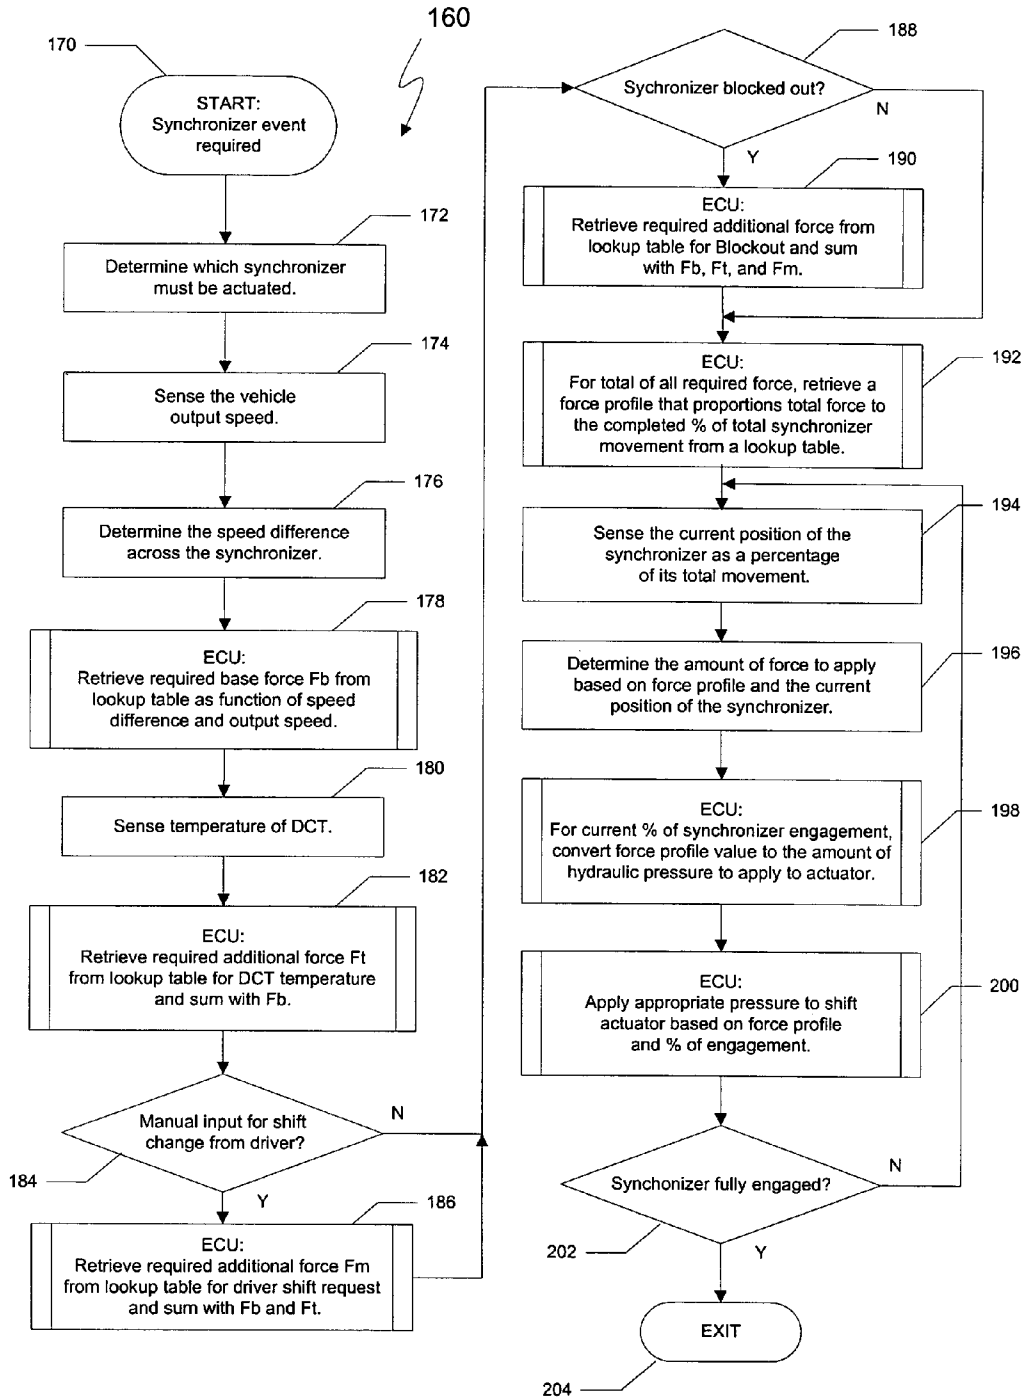 160
170
START:
Synchronizer event
required
172
Determine which synchronizer
must be actuated.
174
Sense the vehicle
output speed.
176
Determine the speed difference
across the synchronizer.
178
ECU:
Retrieve required base force Fb from
lookup table as function of speed
difference and output speed.
180
Sense temperature of DCT.
182
ECU:
Retrieve required additional force Ft
from lookup table for DCT temperature
and sum with Fb.
Manual input for shift
change from driver?
N
184
Y
186
ECU:
Retrieve required additional force Fm
from lookup table for driver shift request
and sum with Fb and Ft.
188
Sychronizer blocked out?
N
Y
190
ECU:
Retrieve required additional force from
lookup table for Blockout and sum
with Fb, Ft, and Fm.
192
ECU:
For total of all required force, retrieve a
force profile that proportions total force to
the completed % of total synchronizer
movement from a lookup table.
194
Sense the current position of the
synchronizer as a percentage
of its total movement.
196
Determine the amount of force to apply
based on force profile and the current
position of the synchronizer.
198
ECU:
For current % of synchronizer engagement,
convert force profile value to the amount of
hydraulic pressure to apply to actuator.
200
ECU:
Apply appropriate pressure to shift
actuator based on force profile
and % of engagement.
Synchonizer fully engaged?
N
202
Y
EXIT
204